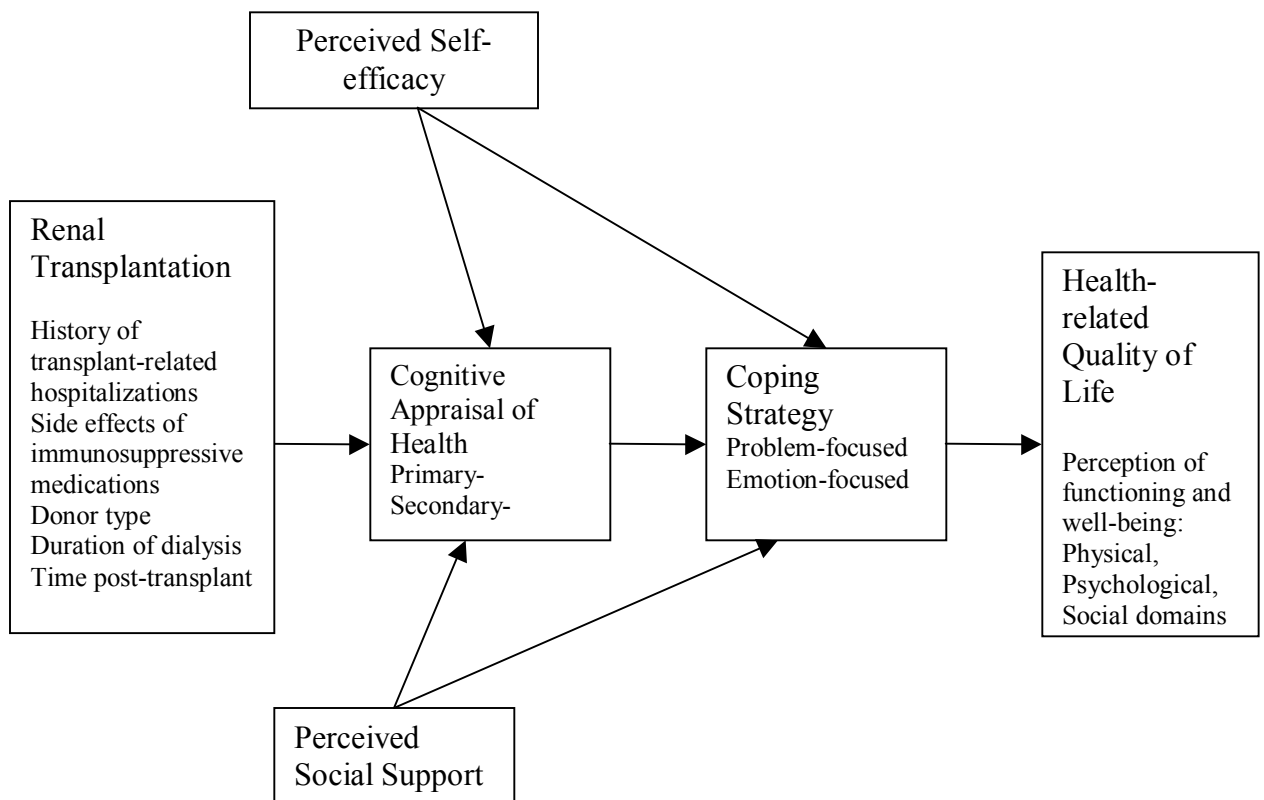 Perceived Self-
efficacy
Renal
Transplantation
History of
transplant-related
hospitalizations
Side effects of
immunosuppressive
medications
Donor type
Duration of dialysis
Time post-transplant
Cognitive
Appraisal of
Health
Primary-
Secondary-
Coping
Strategy
Problem-focused
Emotion-focused
Health-
related
Quality of
Life
Perception of
functioning and
well-being:
Physical,
Psychological,
Social domains
Perceived
Social Support